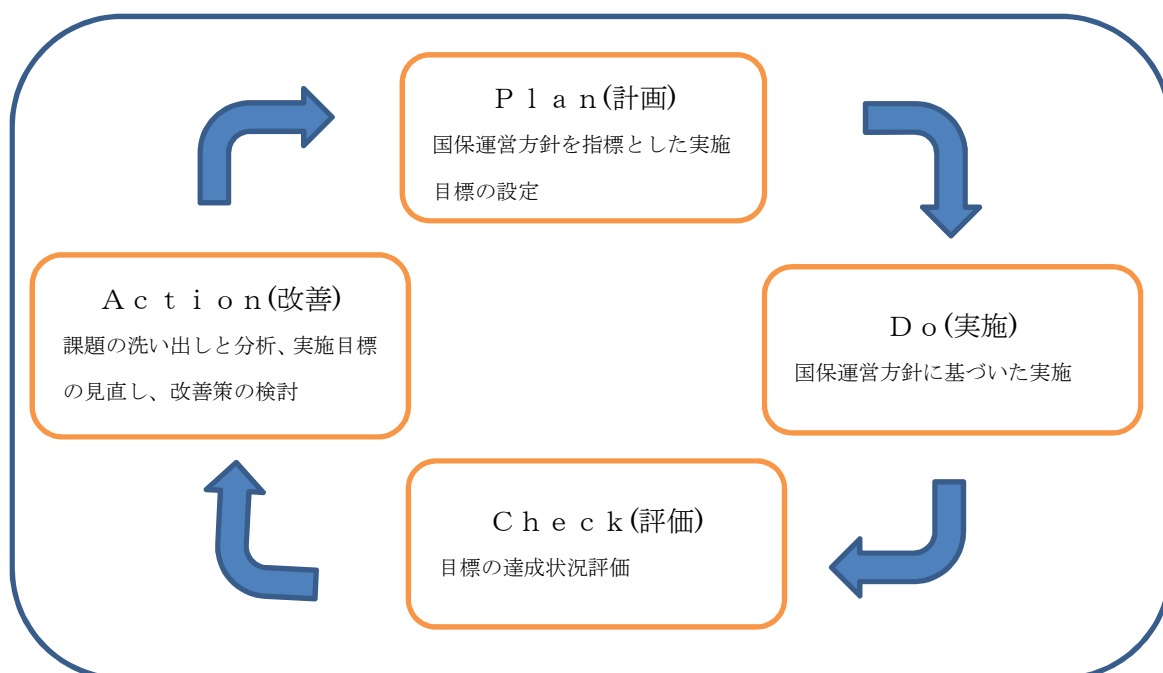 Ｐｌａｎ(計画)
国保運営方針を指標とした実施
目標の設定
Ｄｏ(実施)
国保運営方針に基づいた実施
Ｃｈｅｃｋ(評価)
目標の達成状況評価
Ａｃｔｉｏｎ(改善)
課題の洗い出しと分析、実施目標
の見直し、改善策の検討